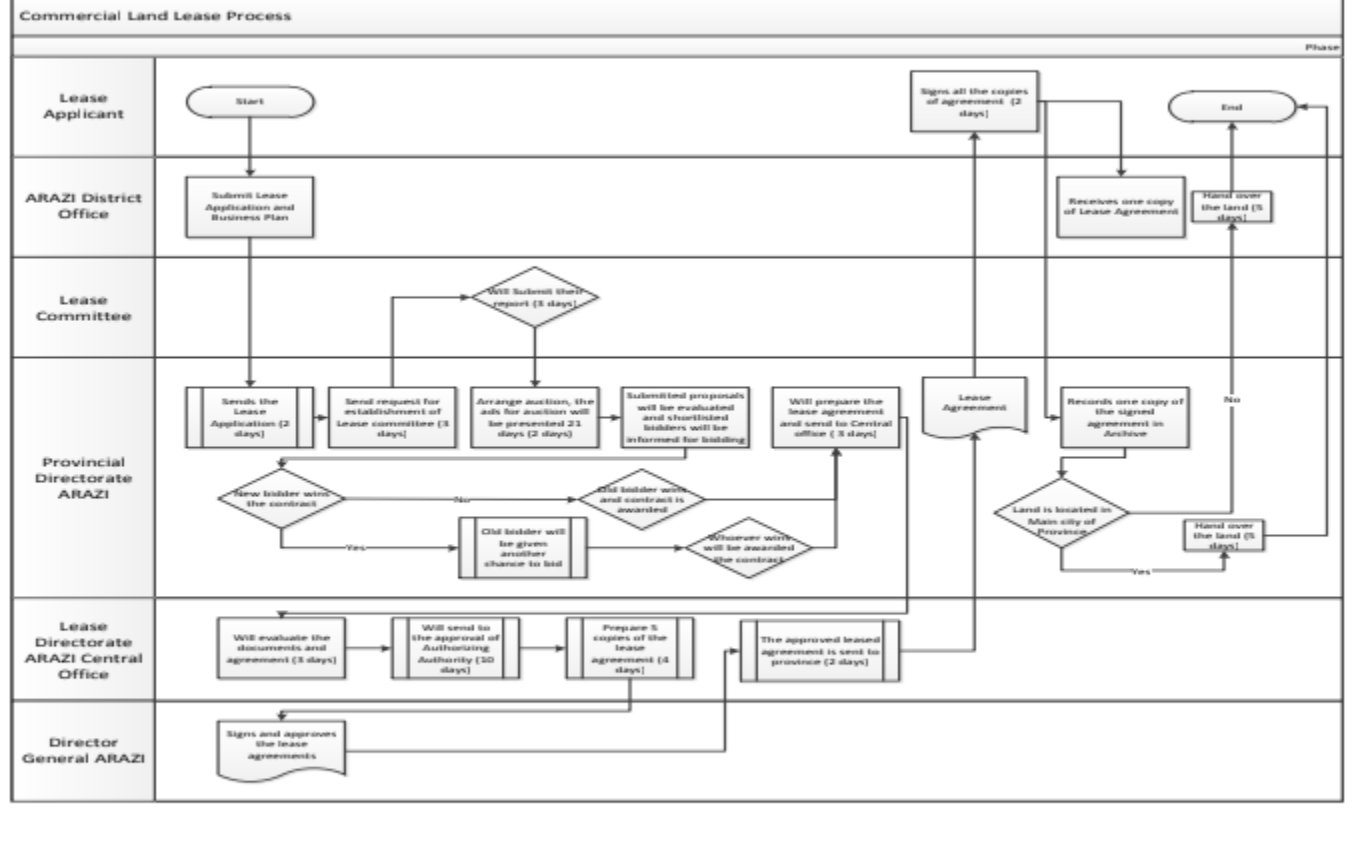 Commercial Land Lease Process
Phase
Lease
Applicant
Start
Signs all the copies
of agreement (2
days)
End
ARAZI District
Office
Submit Lease
Application and
Business Plan
Receives one copy
of Lease Agreement
Hand over
the land (5
days)
Lease
Committee
Will Submit their
report (3 days)
Provincial
Directorate
ARAZI
Sends the
Lease
Application (2
days)
Send request for
establishment of
Lease committee (3
days)
Arrange auction, the
ads for auction will
be presented 21
days (2 days)
Submitted proposals
will be evaluated
and shortlisted
bidders will be
informed for bidding
Will prepare the
lease agreement
and send to Central
office ( 3 days)
Lease
Agreement
Records one copy of
the signed
agreement in
Archive
No
New bidder wins
the contract
No
Old bidder wins
and contract is
awarded
Land is located in
Main city of
Province
Yes
Old bidder will
be given
another
chance to bid
Whoever wins
will be awarded
the contract
Hand over
the land (5
days)
Yes
Lease
Directorate
ARAZI Central
Office
Will evaluate the
documents and
agreement (3 days)
Will send to
the approval of
Authorizing
Authority (10
days)
Prepare 5
copies of the
lease
agreement (4
days)
The approved leased
agreement is sent to
province (2 days)
Director
General ARAZI
Signs and approves
the lease
agreements